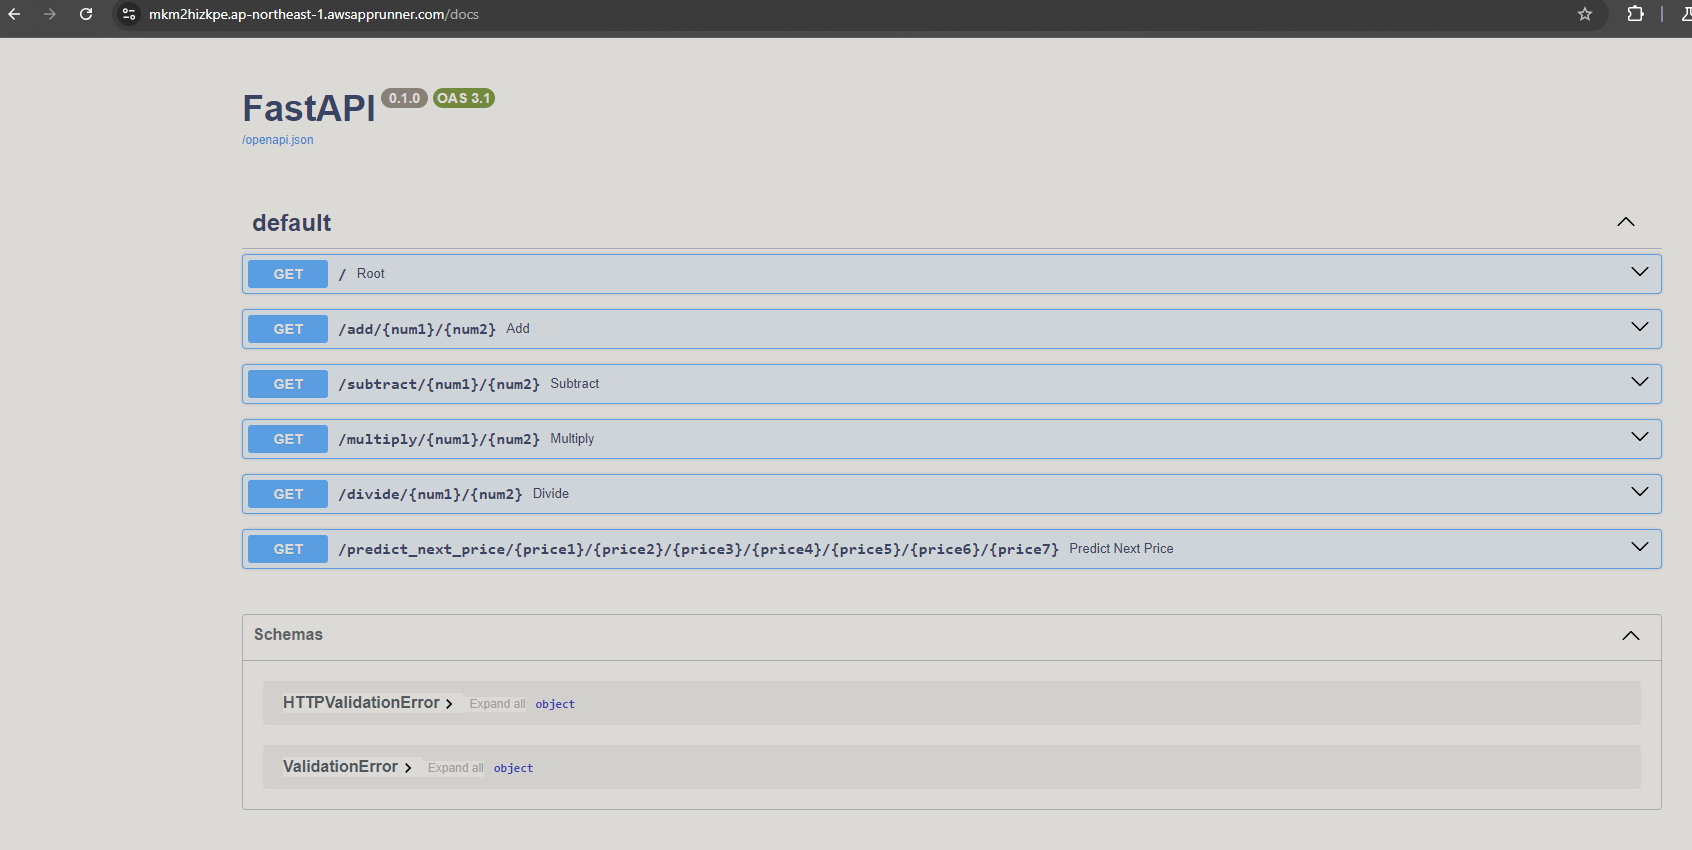 mkm2hizkpe.ap-northeast-1.awsapprunner.com/docs
FastAPI 0.1.0 OAS 3.1
/openapi.json
default
GET / Root
GET /add/{num1}/{num2} Add
GET /subtract/{num1}/{num2} Subtract
GET /multiply/{num1}/{num2} Multiply
GET /divide/{num1}/{num2} Divide
GET /predict_next_price/{price1}/{price2}/{price3}/{price4}/{price5}/{price6}/{price7} Predict Next Price
Schemas
HTTPValidationError Expand all object
ValidationError Expand all object